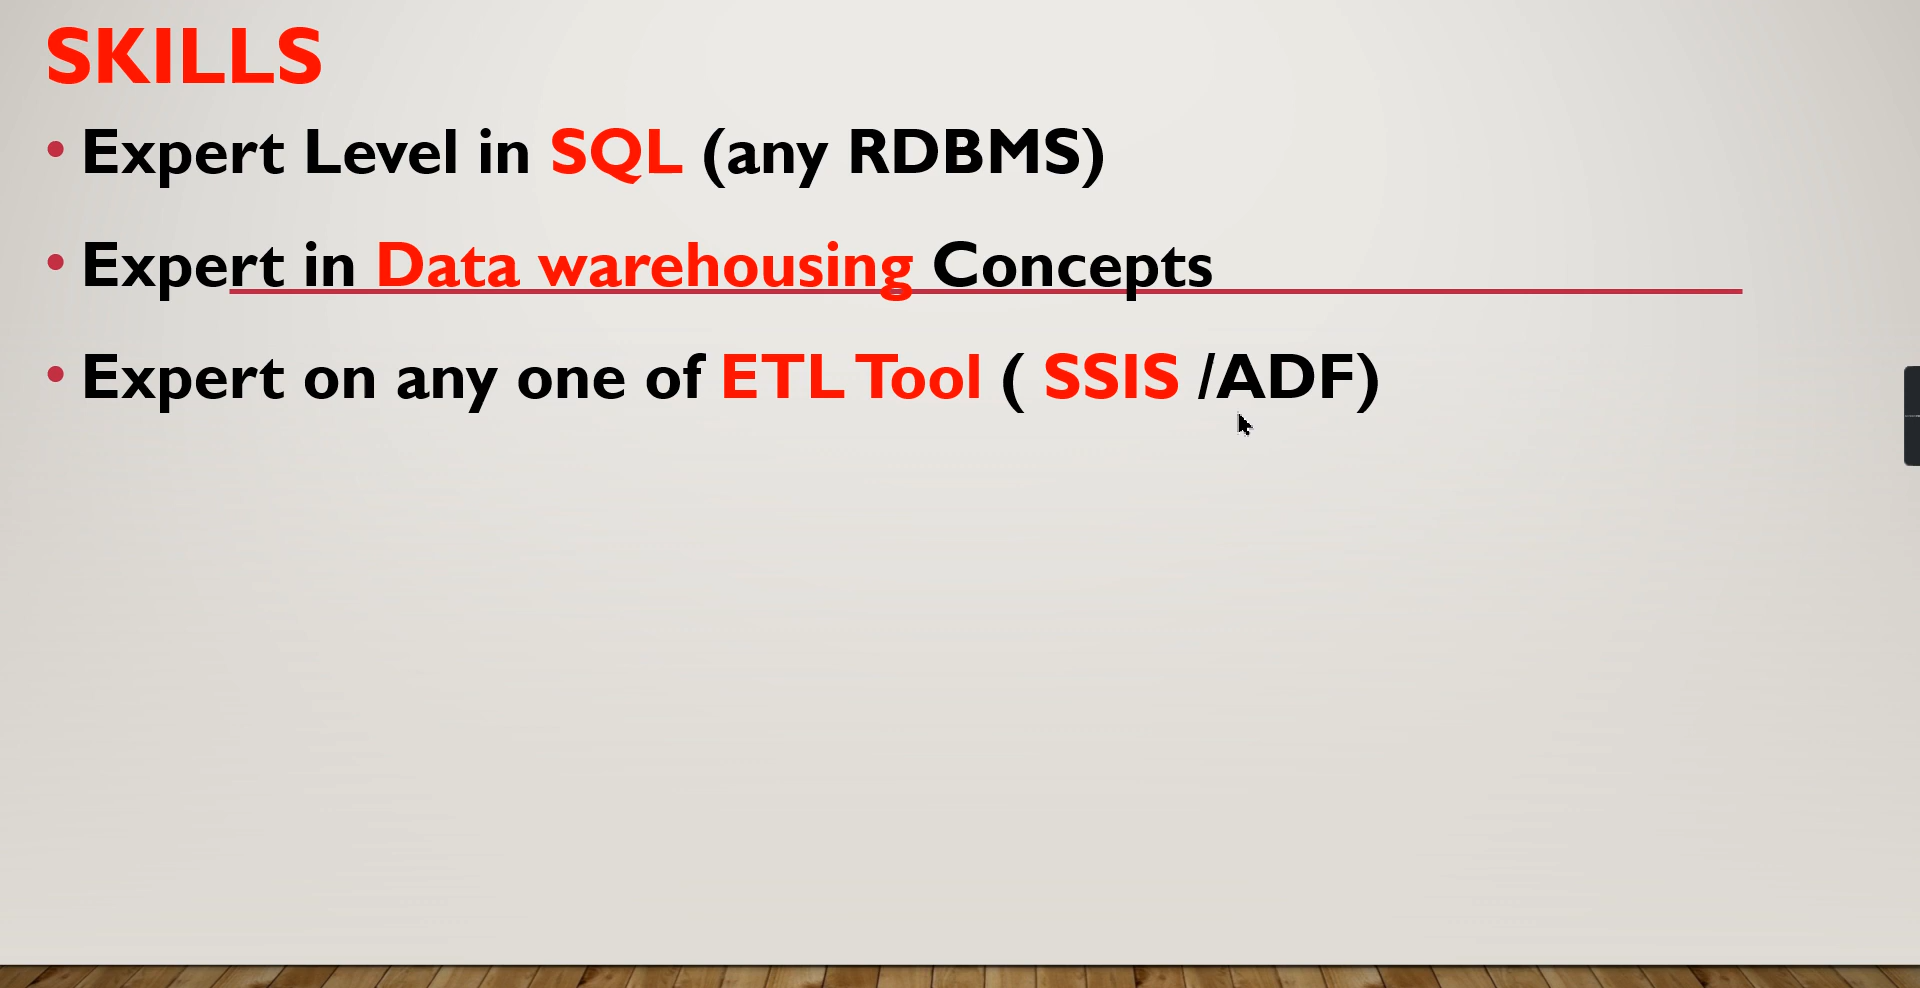 SKILLS
• Expert Level in SQL (any RDBMS)
• Expert in Data warehousing Concepts
• Expert on any one of ETL Tool ( SSIS /ADF)